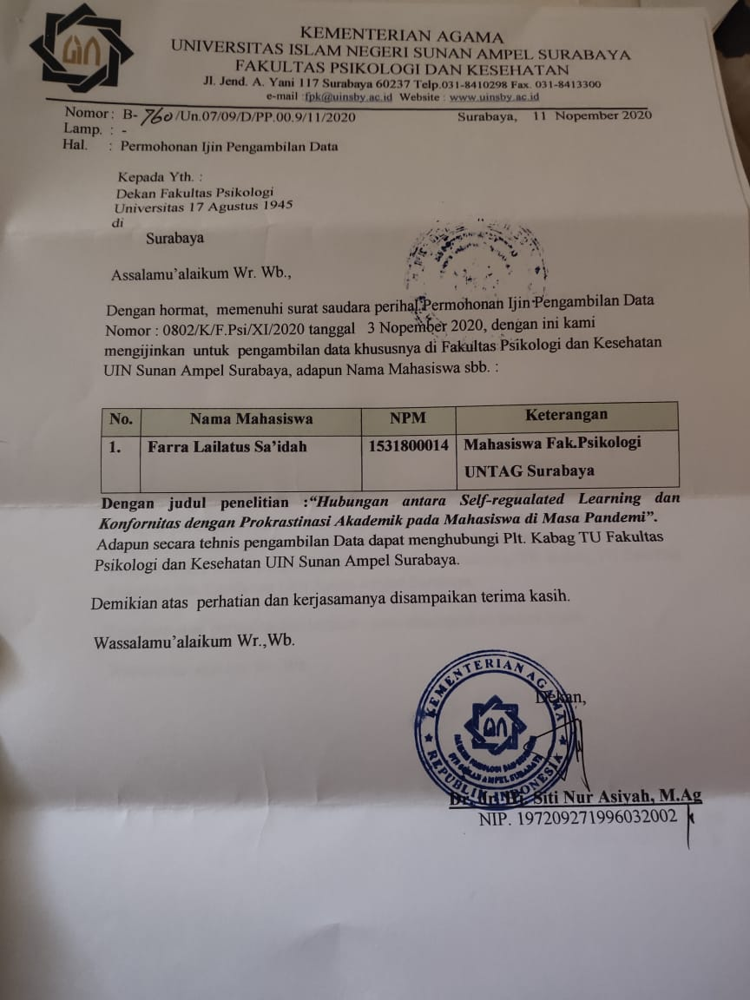 KEMENTERIAN AGAMA
UNIVERSITAS ISLAM NEGERI SUNAN AMPEL SURABAYA
FAKULTAS PSIKOLOGI DAN KESEHATAN
Jl. Jend. A. Yani 117 Surabaya 60237 Telp.031-8410298 Fax. 031-8413300
e-mail :fpk@uinsby.ac.id Website : www.uinsby.ac.id
Nomor : B-760/Un.07/09/D/PP.00.9/11/2020 Surabaya, 11 Nopember 2020
Lamp. : -
Hal. : Permohonan Ijin Pengambilan Data
Kepada Yth. :
Dekan Fakultas Psikologi
Universitas 17 Agustus 1945
di
Surabaya
Assalamu'alaikum Wr. Wb.,
Dengan hormat, memenuhi surat saudara perihal Permohonan Ijin Pengambilan Data
Nomor : 0802/K/F.Psi/XI/2020 tanggal 3 Nopember 2020, dengan ini kami
mengijinkan untuk pengambilan data khususnya di Fakultas Psikologi dan Kesehatan
UIN Sunan Ampel Surabaya, adapun Nama Mahasiswa sbb. :
No. Nama Mahasiswa NPM Keterangan
1. Farra Lailatus Sa'idah 1531800014 Mahasiswa Fak.Psikologi
UNTAG Surabaya
Dengan judul penelitian :"Hubungan antara Self-regualated Learning dan
Konfornitas dengan Prokrastinasi Akademik pada Mahasiswa di Masa Pandemi".
Adapun secara tehnis pengambilan Data dapat menghubungi Plt. Kabag TU Fakultas
Psikologi dan Kesehatan UIN Sunan Ampel Surabaya.
Demikian atas perhatian dan kerjasamanya disampaikan terima kasih.
Wassalamu'alaikum Wr.,Wb.
Dekan,
KEMENTERIAN AGAMA
REPUBLIK INDONESIA
UIN SUNAN AMPEL SURABAYA
Siti Nur Asiyah, M.Ag
NIP. 197209271996032002